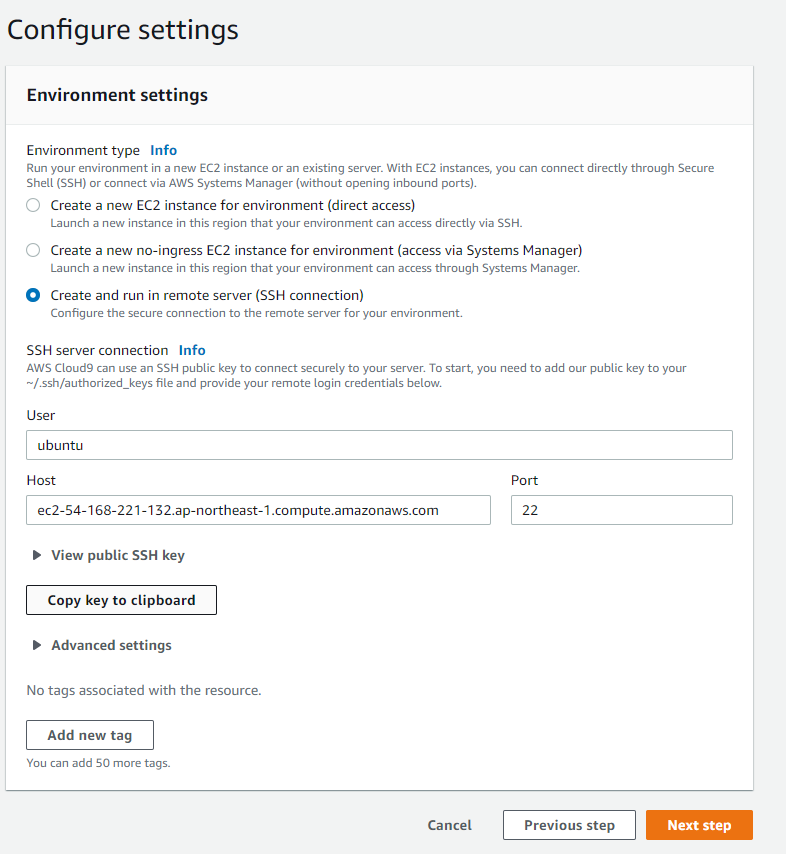 Configure settings
Environment settings
Environment type Info
Run your environment in a new EC2 instance or an existing server. With EC2 instances, you can connect directly through Secure
Shell (SSH) or connect via AWS Systems Manager (without opening inbound ports).
Create a new EC2 instance for environment (direct access)
Launch a new instance in this region that your environment can access directly via SSH.
Create a new no-ingress EC2 instance for environment (access via Systems Manager)
Launch a new instance in this region that your environment can access through Systems Manager.
Create and run in remote server (SSH connection)
Configure the secure connection to the remote server for your environment.
SSH server connection Info
AWS Cloud9 can use an SSH public key to connect securely to your server. To start, you need to add our public key to your
~/.ssh/authorized_keys file and provide your remote login credentials below.
User
ubuntu
Host Port
ec2-54-168-221-132.ap-northeast-1.compute.amazonaws.com 22
View public SSH key
Copy key to clipboard
Advanced settings
No tags associated with the resource.
Add new tag
You can add 50 more tags.
Cancel Previous step Next step